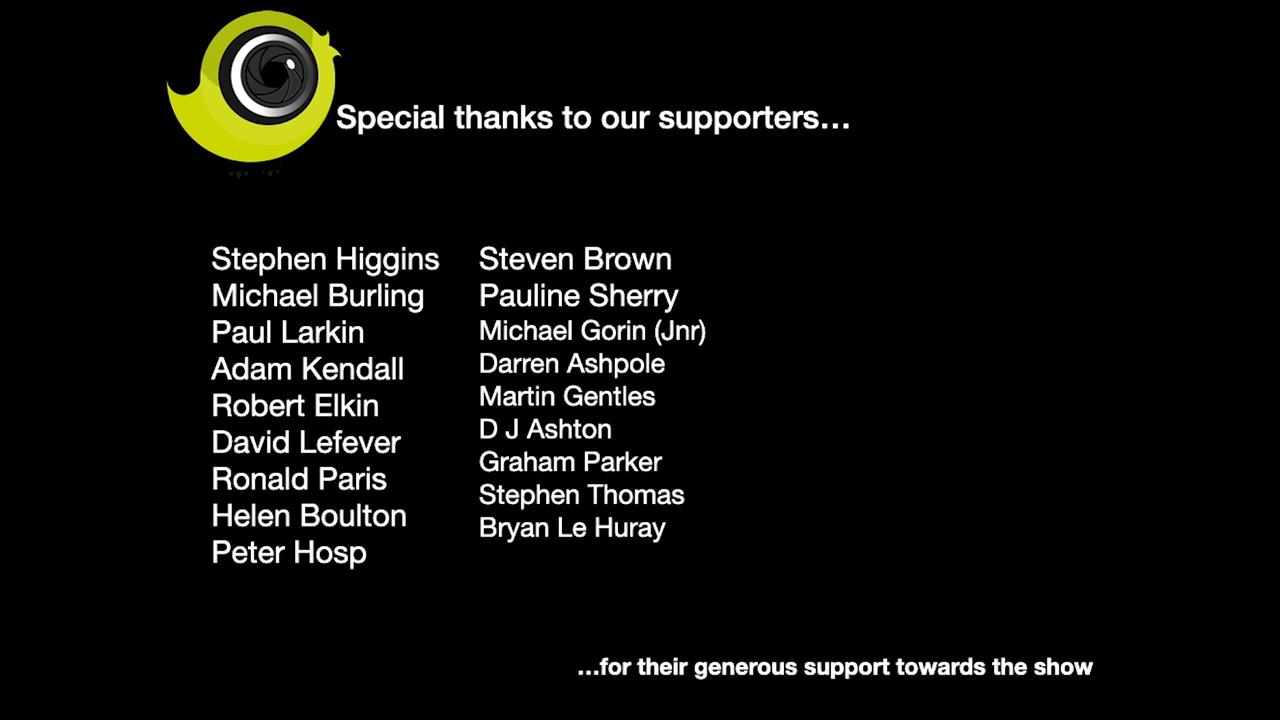 Special thanks to our supporters...
Stephen Higgins
Michael Burling
Paul Larkin
Adam Kendall
Robert Elkin
David Lefever
Ronald Paris
Helen Boulton
Peter Hosp
Steven Brown
Pauline Sherry
Michael Gorin (Jnr)
Darren Ashpole
Martin Gentles
D J Ashton
Graham Parker
Stephen Thomas
Bryan Le Huray
...for their generous support towards the show